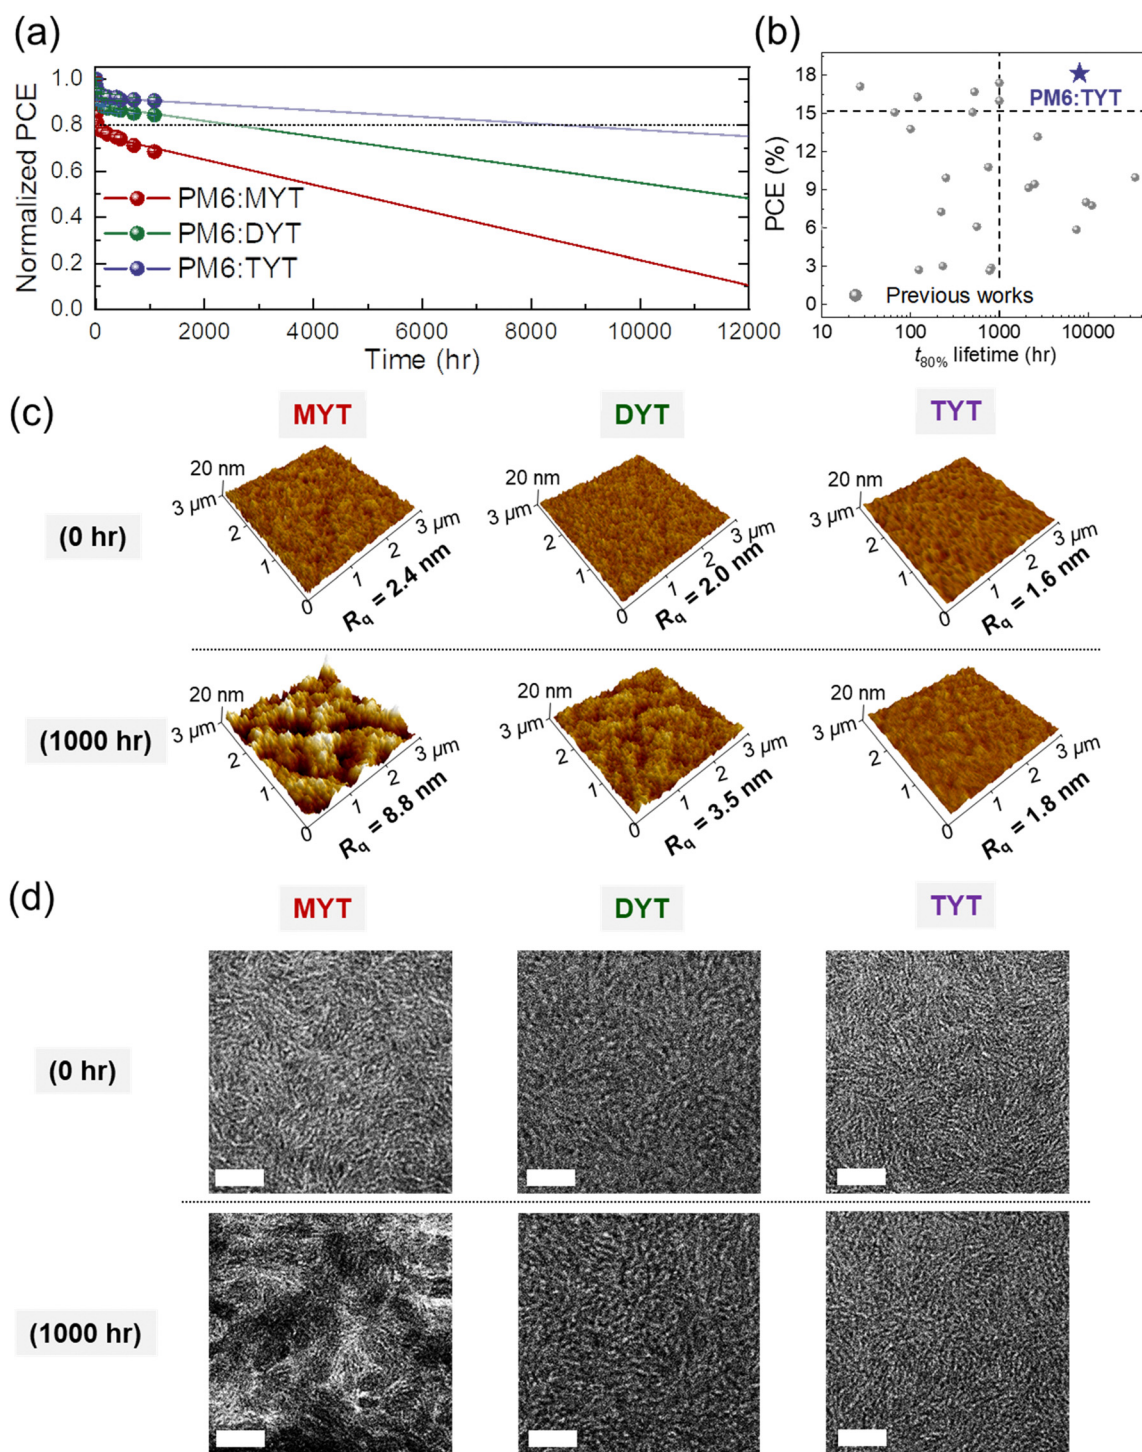 (a)
Normalized PCE
1.0
0.8
0.6
0.4
0.2
0.0
PM6:MYT
PM6:DYT
PM6:TYT
0 2000 4000 6000 8000 10000 12000
Time (hr)
(b)
PCE (%)
18
15
12
9
6
3
0
PM6:TYT
Previous works
10 100 1000 10000
t80% lifetime (hr)
(c)
MYT DYT TYT
(0 hr)
20 nm
3 μm
2
1
0
1
2
3 μm
Rq = 2.4 nm
20 nm
3 μm
2
1
0
1
2
3 μm
Rq = 2.0 nm
20 nm
3 μm
2
1
0
1
2
3 μm
Rq = 1.6 nm
(1000 hr)
20 nm
3 μm
2
1
0
1
2
3 μm
Rq = 8.8 nm
20 nm
3 μm
2
1
0
1
2
3 μm
Rq = 3.5 nm
20 nm
3 μm
2
1
0
1
2
3 μm
Rq = 1.8 nm
(d)
MYT DYT TYT
(0 hr)
(1000 hr)